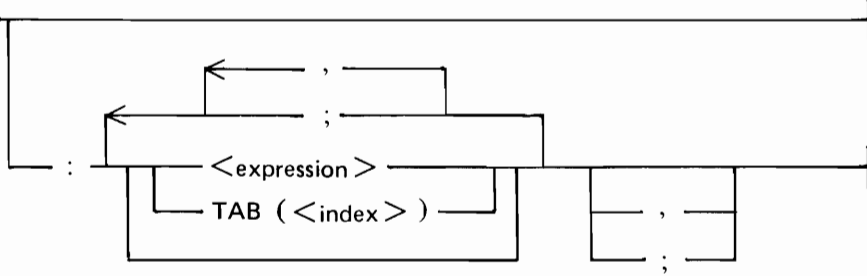 ,
;
: <expression>
TAB (<index>)
,
;